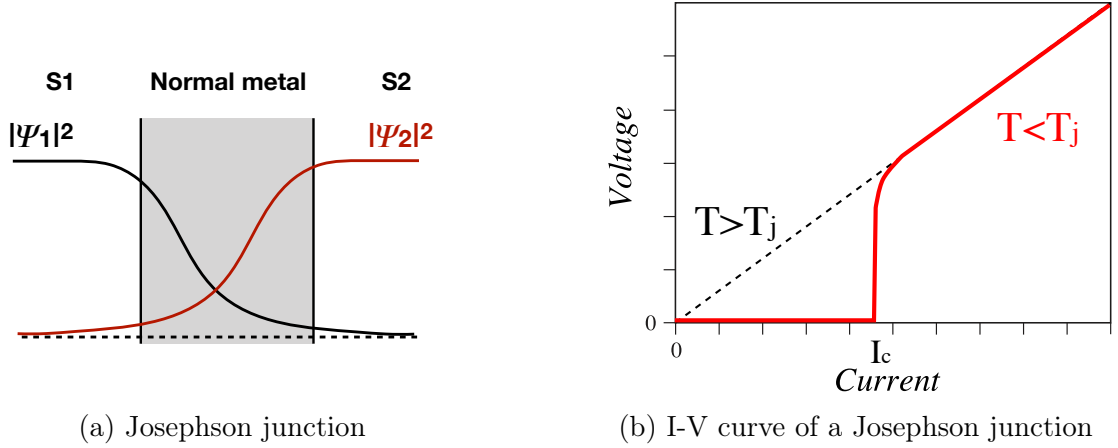 S1 Normal metal S2
|Ψ1|² |Ψ2|²
(a) Josephson junction
Voltage
T<Tj
T>Tj
0
0
Ic
Current
(b) I-V curve of a Josephson junction